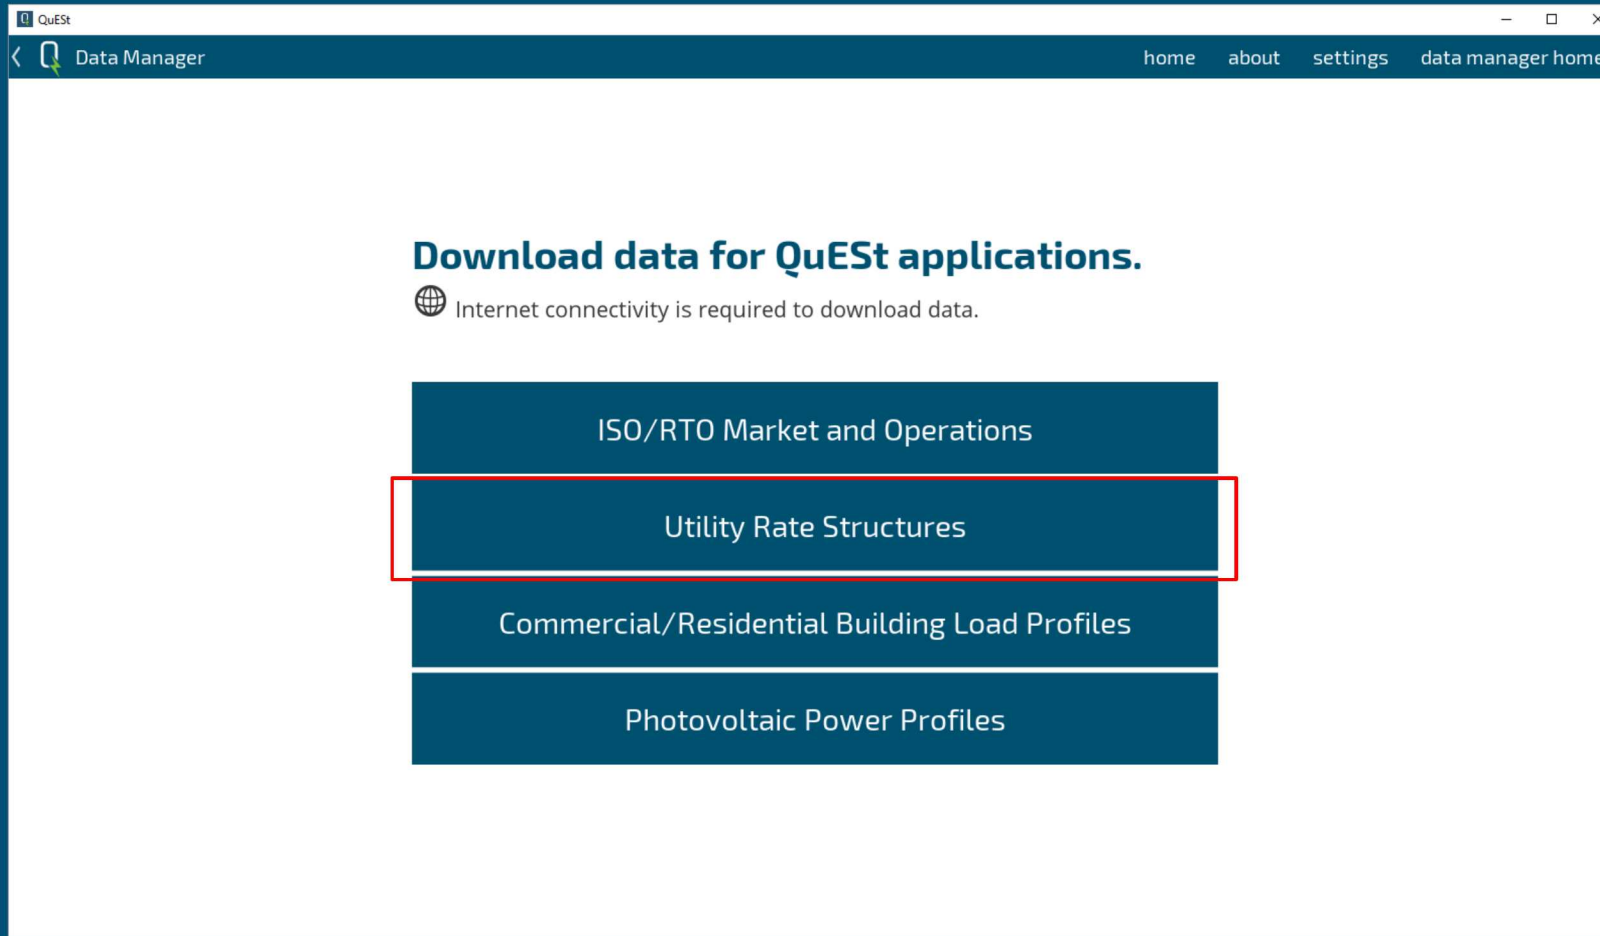 QuESt
Data Manager home about settings data manager home
Download data for QuESt applications.
Internet connectivity is required to download data.
ISO/RTO Market and Operations
Utility Rate Structures
Commercial/Residential Building Load Profiles
Photovoltaic Power Profiles